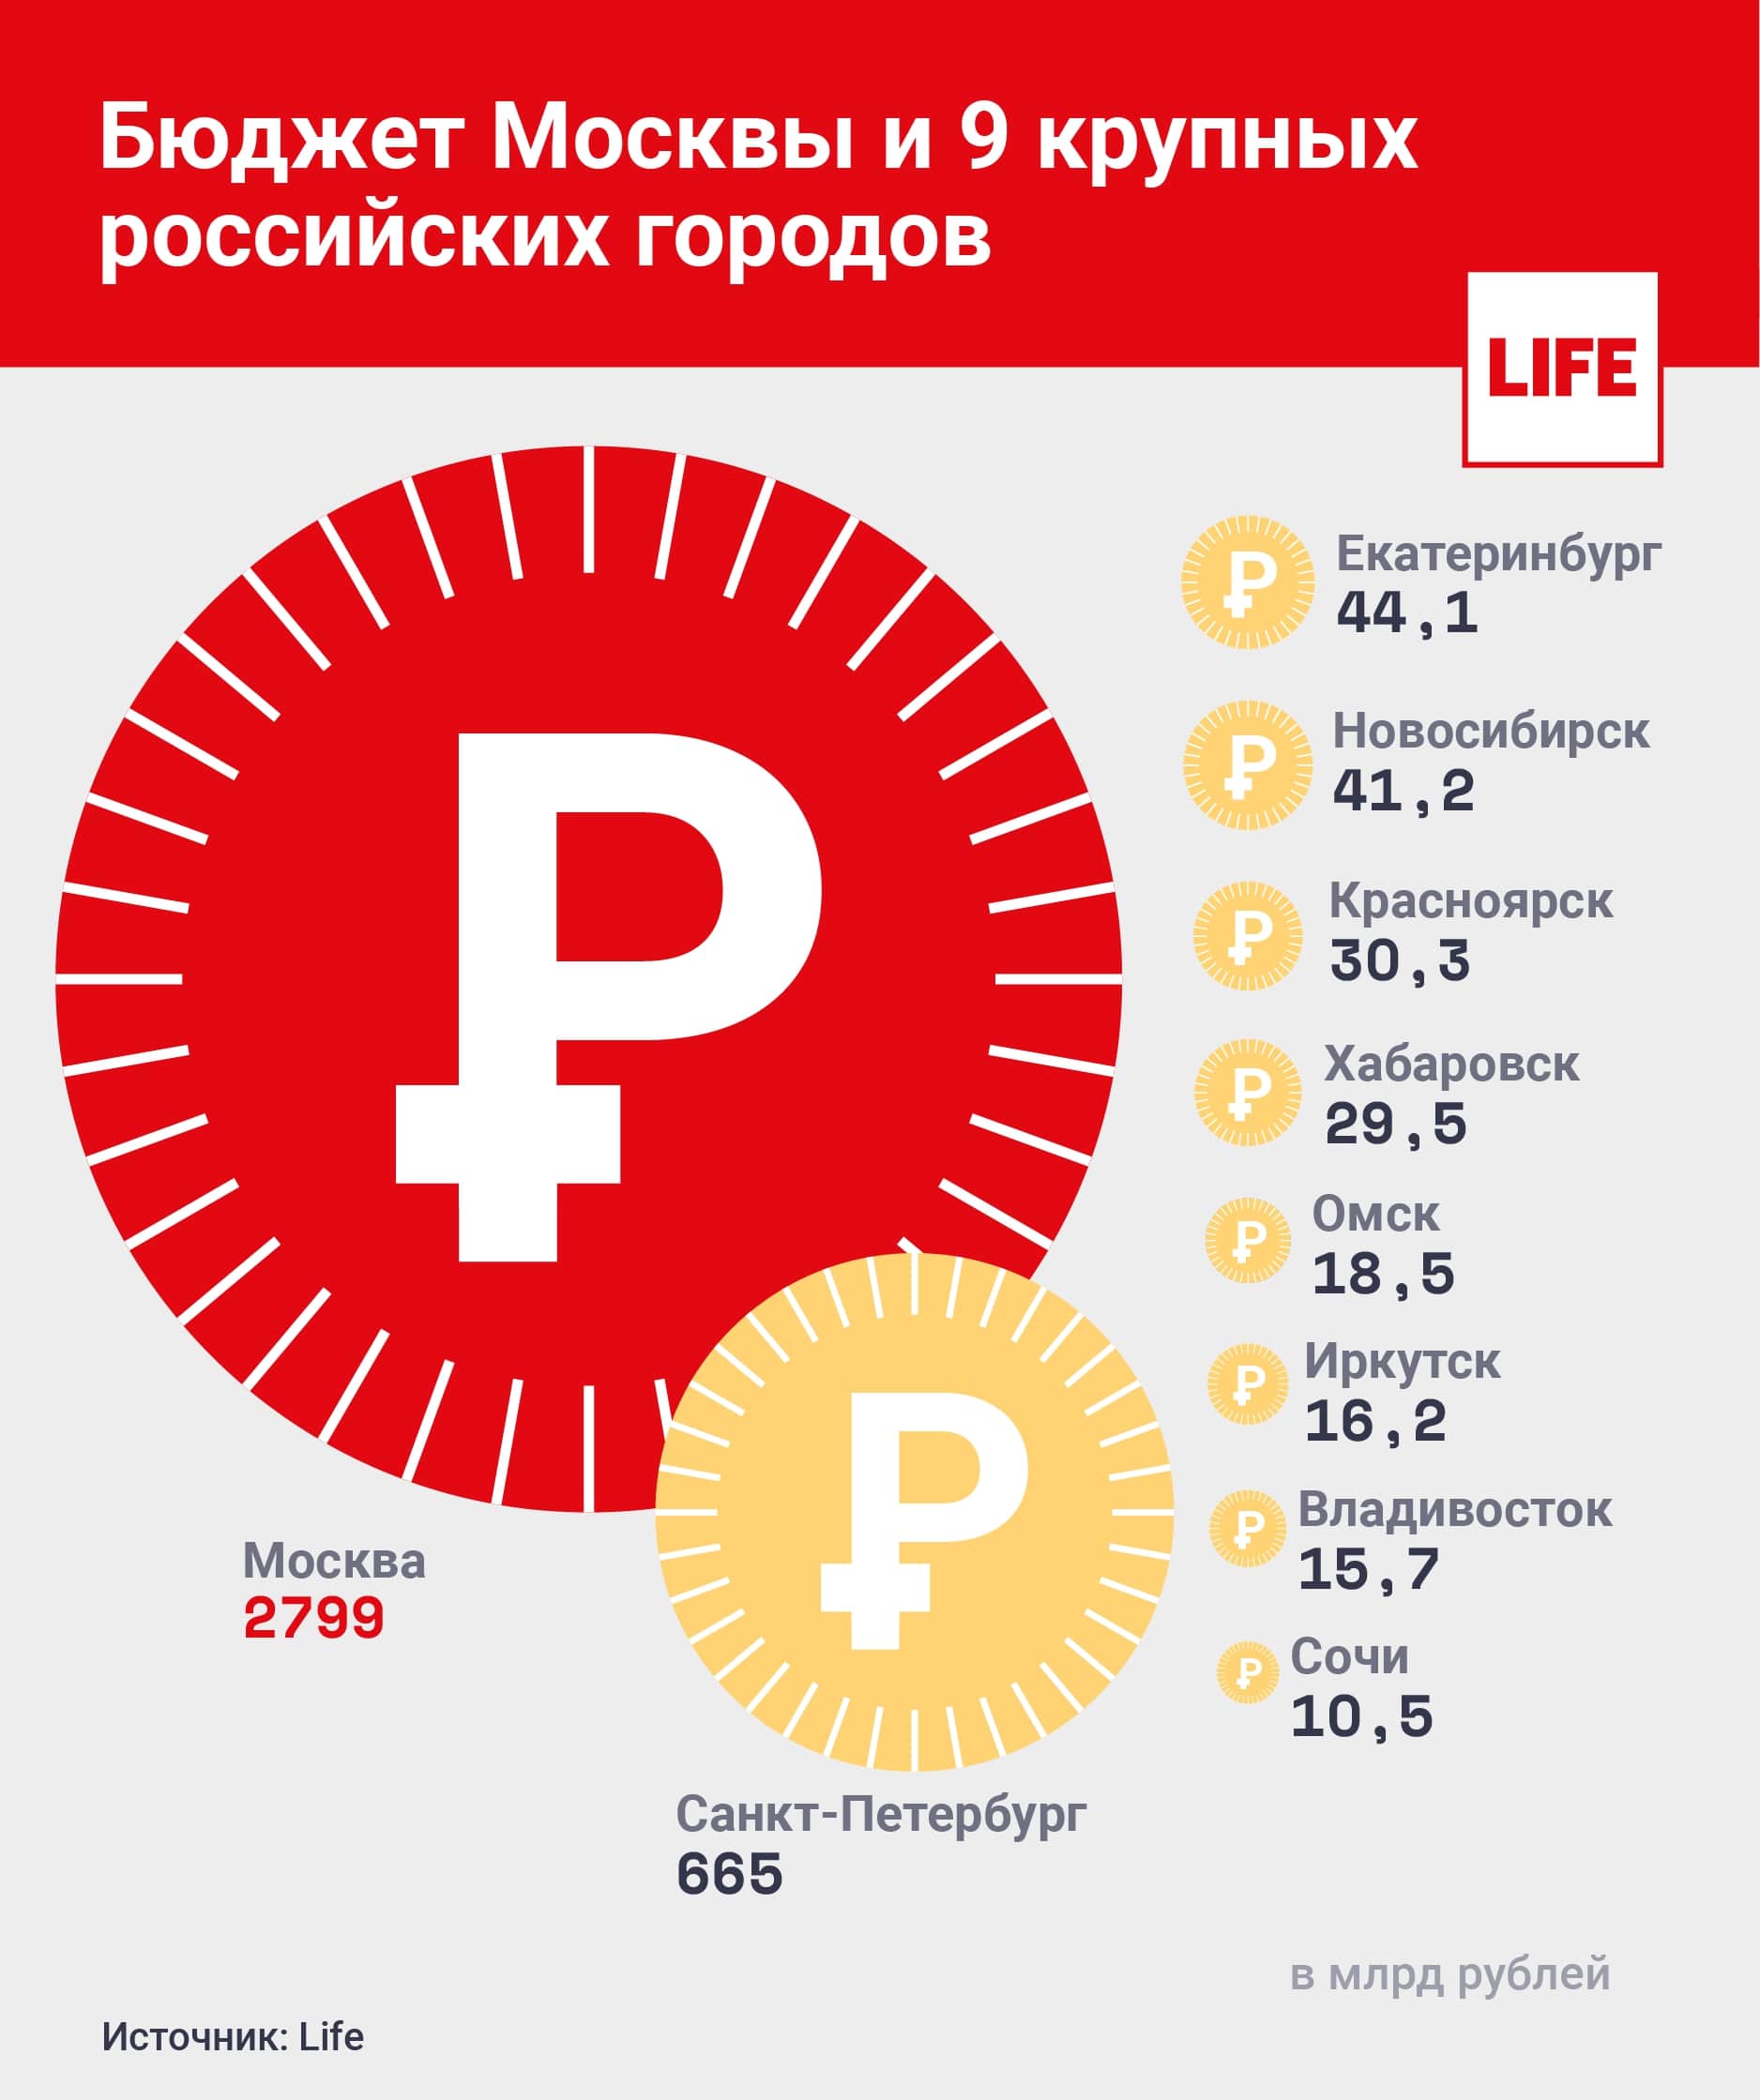 Бюджет Москвы и 9 крупных
российских городов
LIFE
Екатеринбург
44,1
Новосибирск
41,2
Красноярск
30,3
Хабаровск
29,5
Омск
18,5
Иркутск
16,2
Владивосток
15,7
Сочи
10,5
Москва
2799
Санкт-Петербург
665
в млрд рублей
Источник: Life